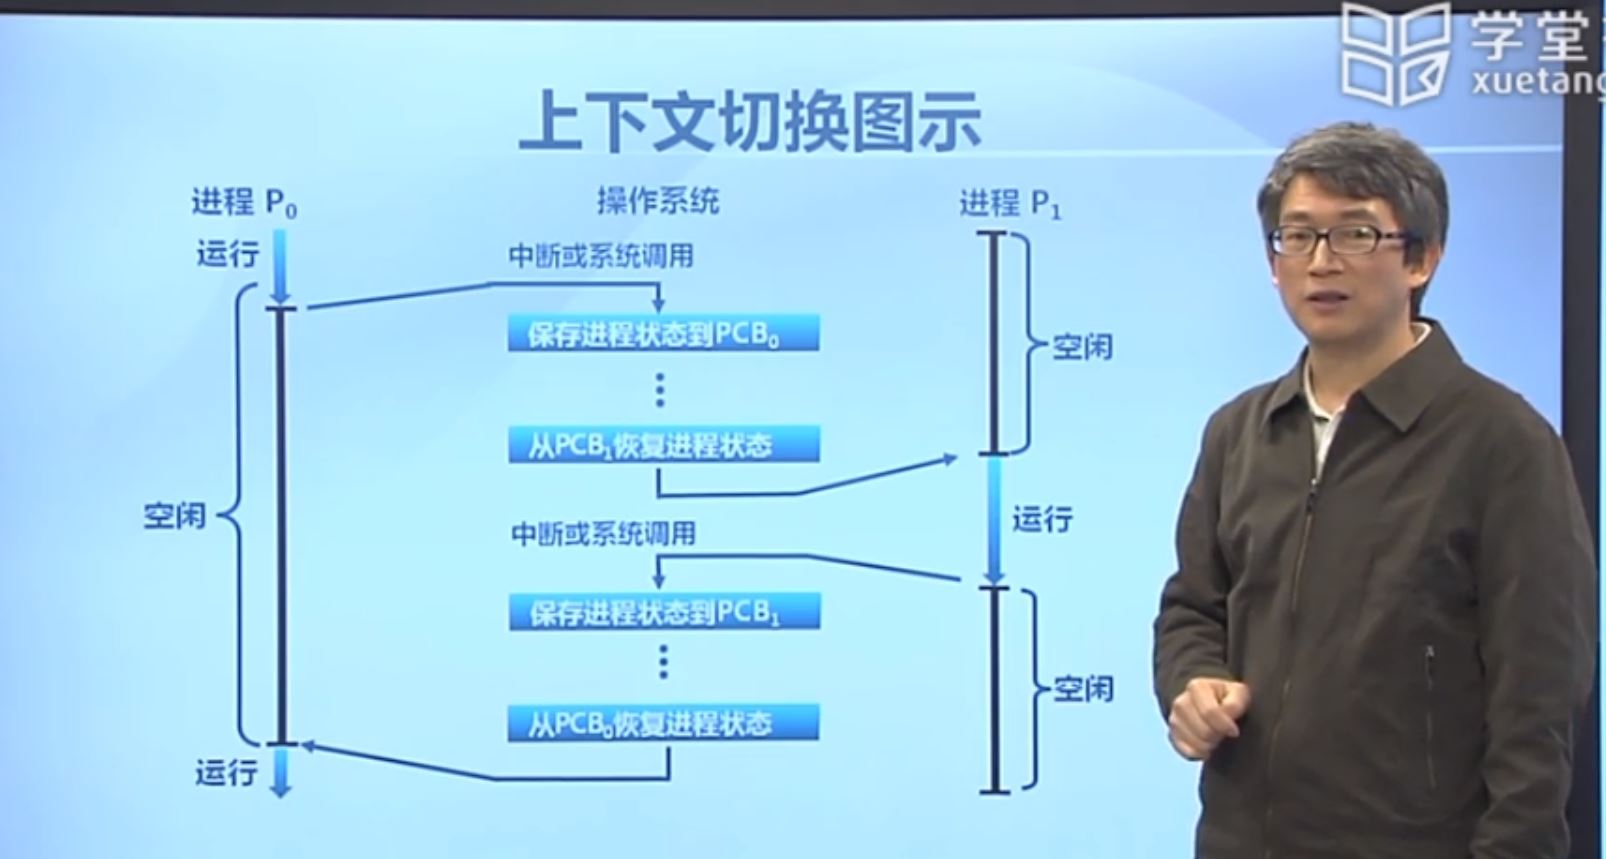 学堂
xuetang
上下文切换图示
进程 P0
操作系统
进程 P1
运行
中断或系统调用
保存进程状态到PCB0
空闲
从PCB1恢复进程状态
空闲
中断或系统调用
运行
保存进程状态到PCB1
空闲
从PCB0恢复进程状态
运行